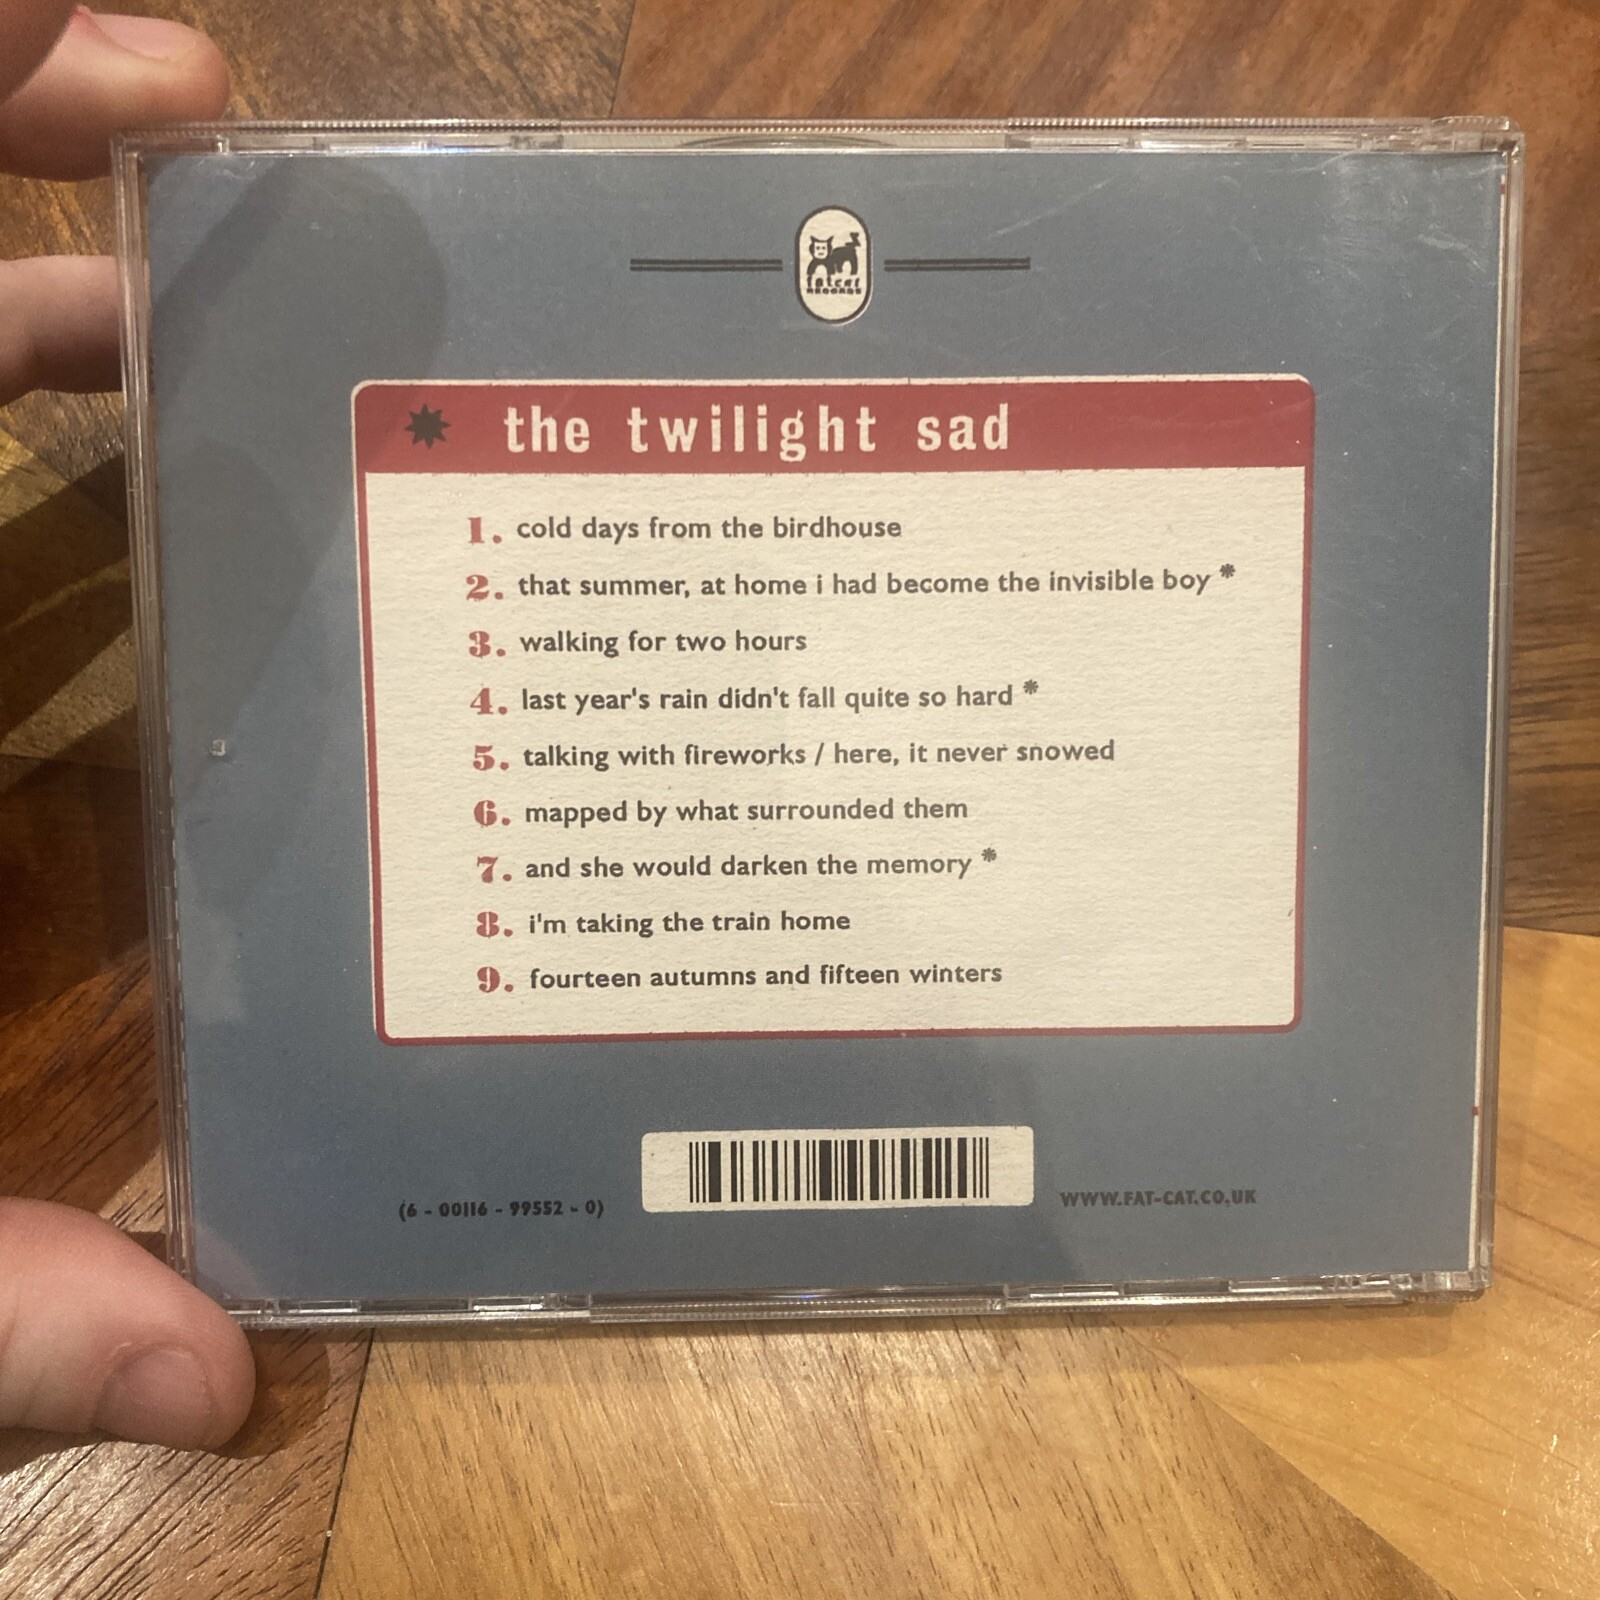 fatcat
RECORDS
the twilight sad
1. cold days from the birdhouse
2. that summer, at home i had become the invisible boy *
3. walking for two hours
4. last year's rain didn't fall quite so hard *
5. talking with fireworks / here, it never snowed
6. mapped by what surrounded them
7. and she would darken the memory *
8. i'm taking the train home
9. fourteen autumns and fifteen winters
(6 - 00116 - 99552 - 0)
WWW.FAT-CAT.CO.UK